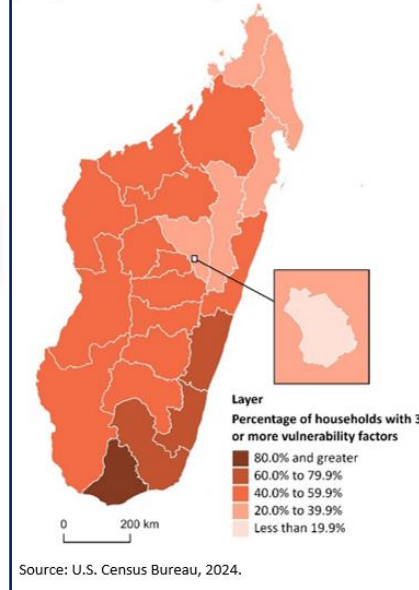 Layer
Percentage of households with 3
or more vulnerability factors
80.0% and greater
60.0% to 79.9%
40.0% to 59.9%
20.0% to 39.9%
Less than 19.9%
0 200 km
Source: U.S. Census Bureau, 2024.